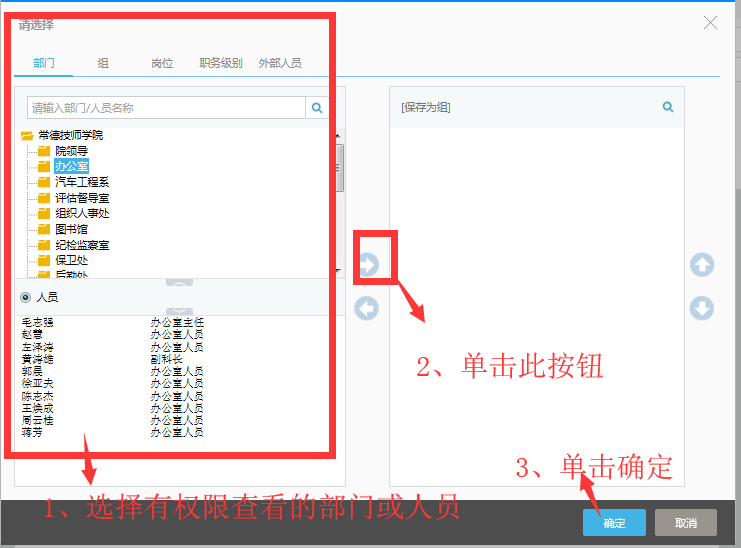 请选择
部门 组 岗位 职务级别 外部人员
请输入部门/人员名称
[保存为组]
常德技师学院
院领导
办公室
汽车工程系
评估督导室
组织人事处
图书馆
纪检监察室
保卫处
后勤处
人员
毛志强 办公室主任
赵慧 办公室人员
左泽涛 办公室人员
黄涛雄 副科长
郭晨 办公室人员
徐亚夫 办公室人员
陈志杰 办公室人员
王焕成 办公室人员
周云桂 办公室人员
蒋芳 办公室人员
2、单击此按钮
3、单击确定
1、选择有权限查看的部门或人员
确定 取消